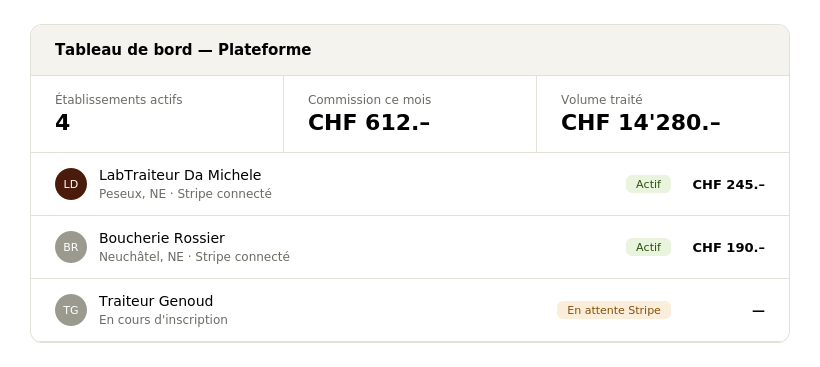 Tableau de bord — Plateforme
Établissements actifs
4
Commission ce mois
CHF 612.–
Volume traité
CHF 14'280.–
LD
LabTraiteur Da Michele
Peseux, NE · Stripe connecté
Actif
CHF 245.–
BR
Boucherie Rossier
Neuchâtel, NE · Stripe connecté
Actif
CHF 190.–
TG
Traiteur Genoud
En cours d'inscription
En attente Stripe
—